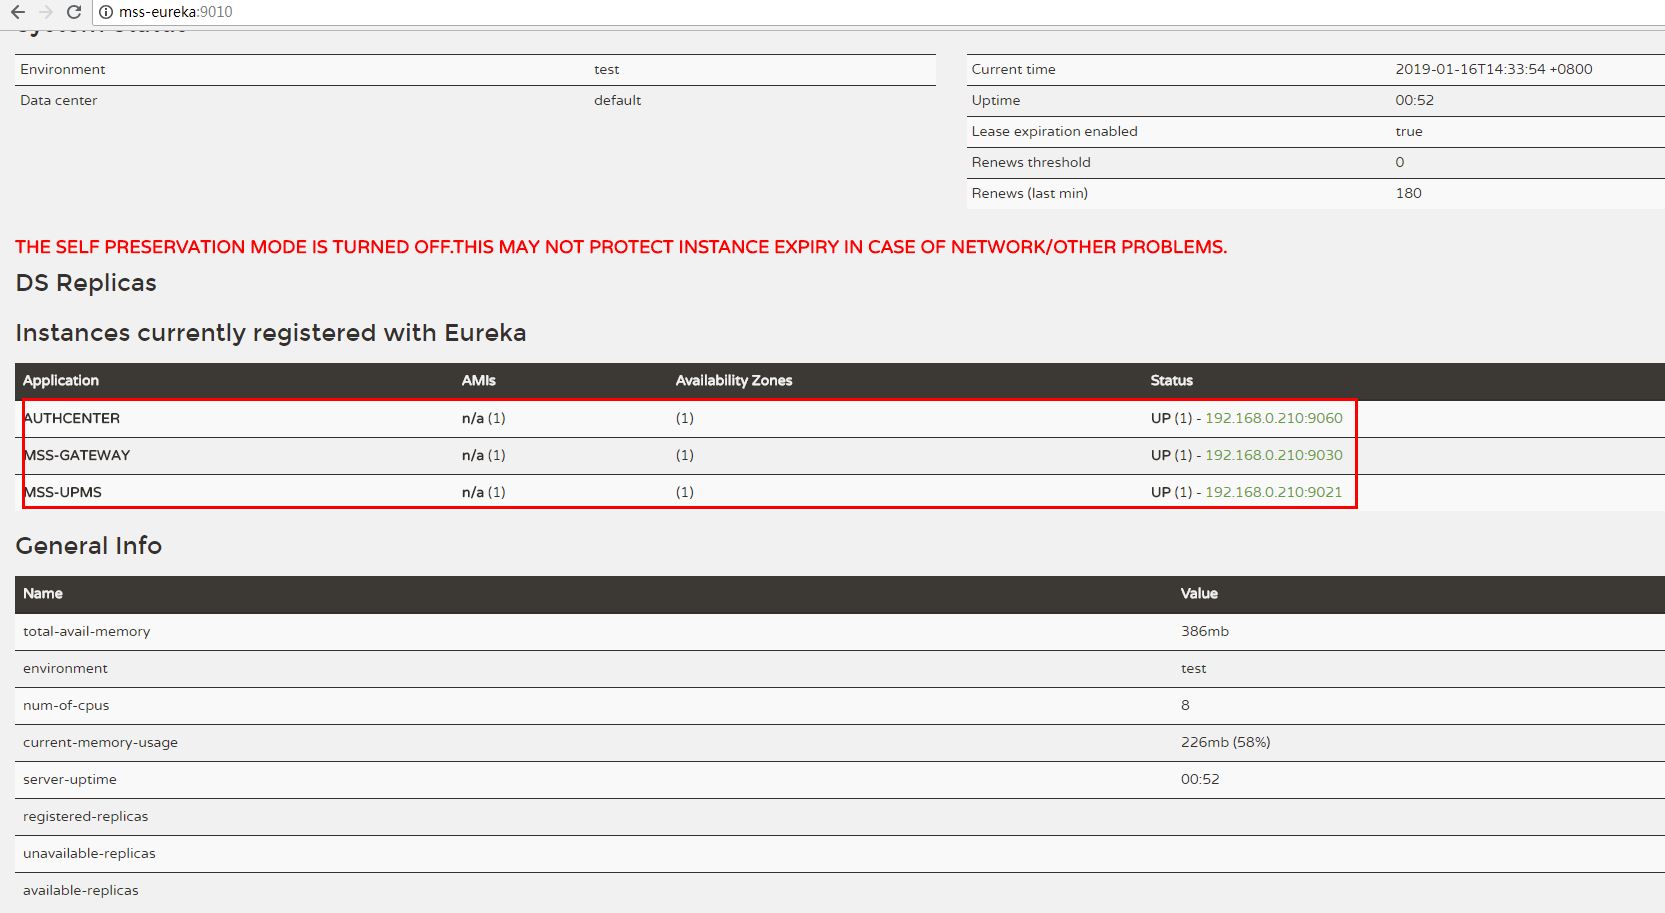 mss-eureka:9010
System Status
Environment test
Data center default
Current time 2019-01-16T14:33:54 +0800
Uptime 00:52
Lease expiration enabled true
Renews threshold 0
Renews (last min) 180
THE SELF PRESERVATION MODE IS TURNED OFF.THIS MAY NOT PROTECT INSTANCE EXPIRY IN CASE OF NETWORK/OTHER PROBLEMS.
DS Replicas
Instances currently registered with Eureka
Application AMIs Availability Zones Status
AUTHCENTER n/a (1) (1) UP (1) - 192.168.0.210:9060
MSS-GATEWAY n/a (1) (1) UP (1) - 192.168.0.210:9030
MSS-UPMS n/a (1) (1) UP (1) - 192.168.0.210:9021
General Info
Name Value
total-avail-memory 386mb
environment test
num-of-cpus 8
current-memory-usage 226mb (58%)
server-uptime 00:52
registered-replicas
unavailable-replicas
available-replicas